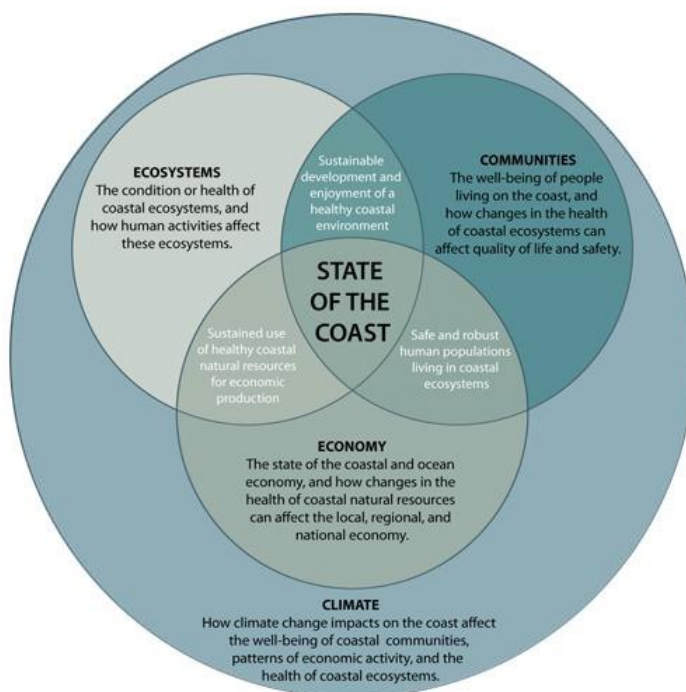 ECOSYSTEMS
The condition or health of
coastal ecosystems, and
how human activities affect
these ecosystems.
Sustainable
development and
enjoyment of a
healthy coastal
environment
COMMUNITIES
The well-being of people
living on the coast, and
how changes in the health
of coastal ecosystems can
affect quality of life and safety.
STATE
OF THE
COAST
Sustained use
of healthy coastal
natural resources
for economic
production
Safe and robust
human populations
living in coastal
ecosystems
ECONOMY
The state of the coastal and ocean
economy, and how changes in the
health of coastal natural resources
can affect the local, regional, and
national economy.
CLIMATE
How climate change impacts on the coast affect
the well-being of coastal communities,
patterns of economic activity, and the
health of coastal ecosystems.